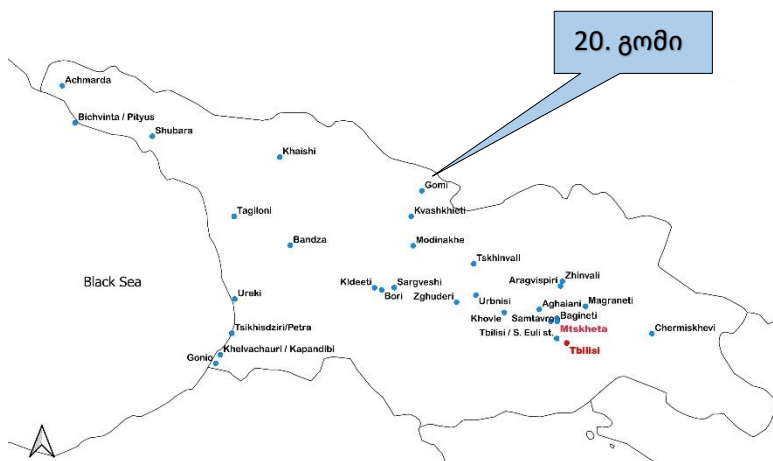 20. გომი
Achmarda
Bichvinta / Pityus
Shubara
Khaishi
Gomi
Tagiloni
Kvashkhieti
Bandza
Modinakhe
Tskhinvali
Zhinvali
Aragvispiri
Black Sea
Kldeeti
Sargveshi
Bori
Zghuderi
Urbnisi
Ureki
Aghaiani
Magraneti
Khovle
Samtavro
Bagineti
Mtskheta
Tsikhisdziri/Petra
Tbilisi / S. Euli st.
Chermiskhevi
Tbilisi
Khelvachauri / Kapandibi
Gonio